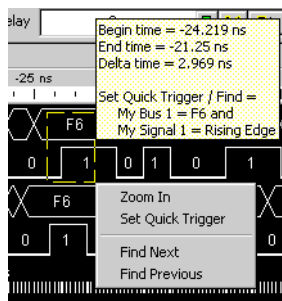 elay
Begin time = -24.219 ns
End time = -21.25 ns
Delta time = 2.969 ns
Set Quick Trigger / Find =
My Bus 1 = F6 and
My Signal 1 = Rising Edge
-25 ns
F6
0 1 0 1 0 1
F6
0 1 0
Zoom In
Set Quick Trigger
Find Next
Find Previous